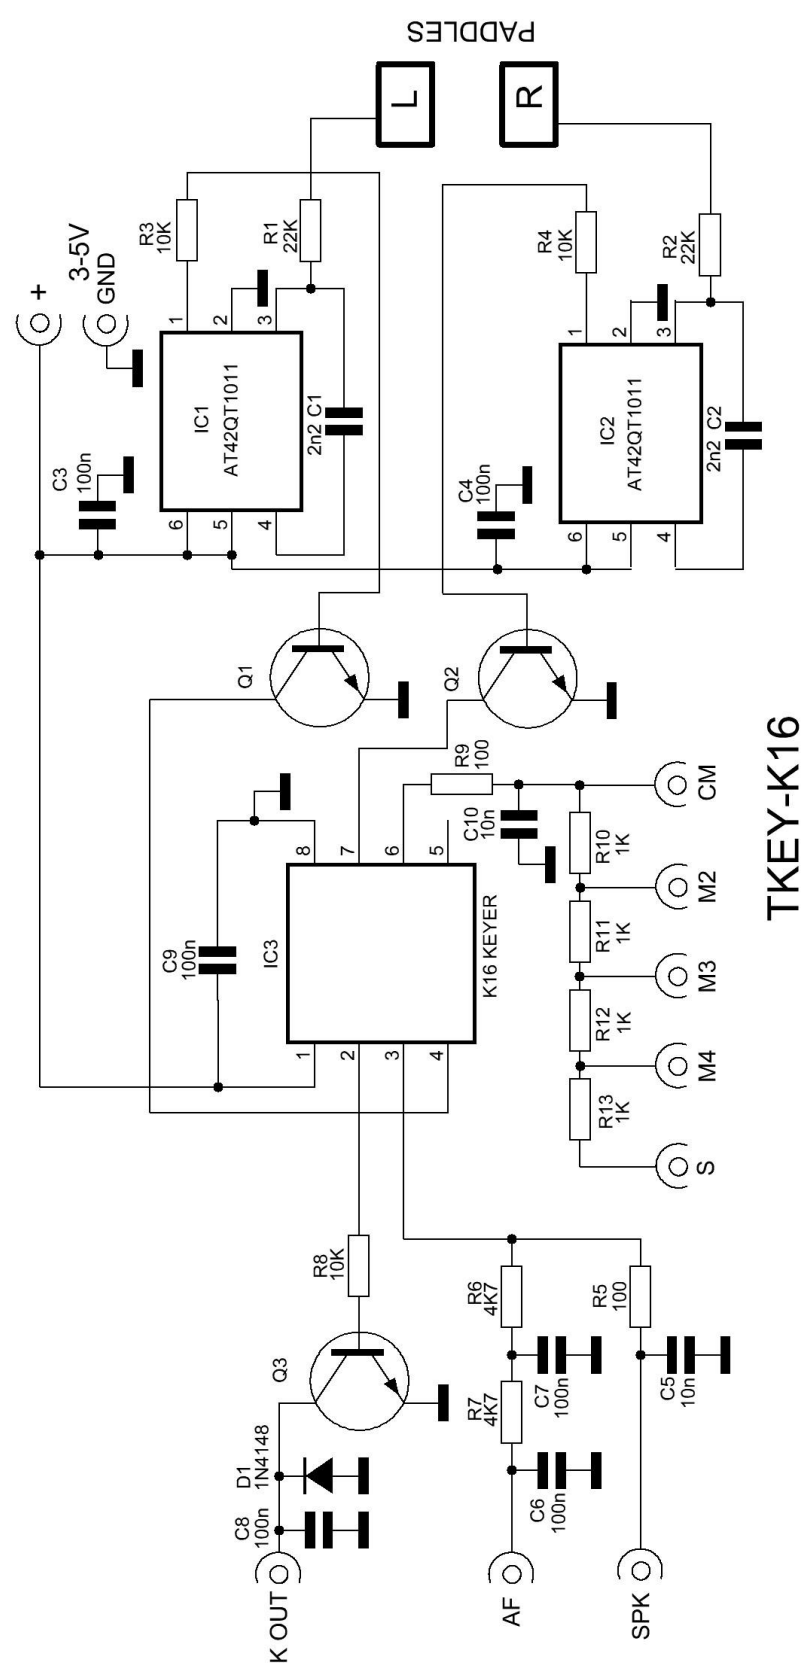 PADDLES
L
R
+
3-5V
GND
R3
10K
R1
22K
1
2
3
IC1
AT42QT1011
6
5
4
C3
100n
2n2 C1
R4
10K
R2
22K
1
2
3
IC2
AT42QT1011
6
5
4
C4
100n
2n2 C2
Q1
Q2
R9
100
C10
10n
C9
100n
8
7
6
5
IC3
K16 KEYER
1
2
3
4
R10
1K
R11
1K
R12
1K
R13
1K
CM
M2
M3
M4
S
TKEY-K16
R8
10K
Q3
D1
1N4148
C8
100n
K OUT
R6
4K7
R7
4K7
C7
100n
C6
100n
AF
R5
100
C5
10n
SPK